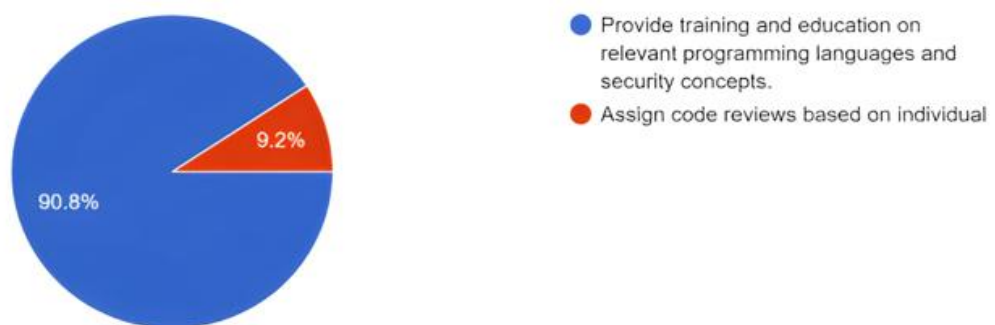 Provide training and education on
relevant programming languages and
security concepts.
Assign code reviews based on individual
9.2%
90.8%